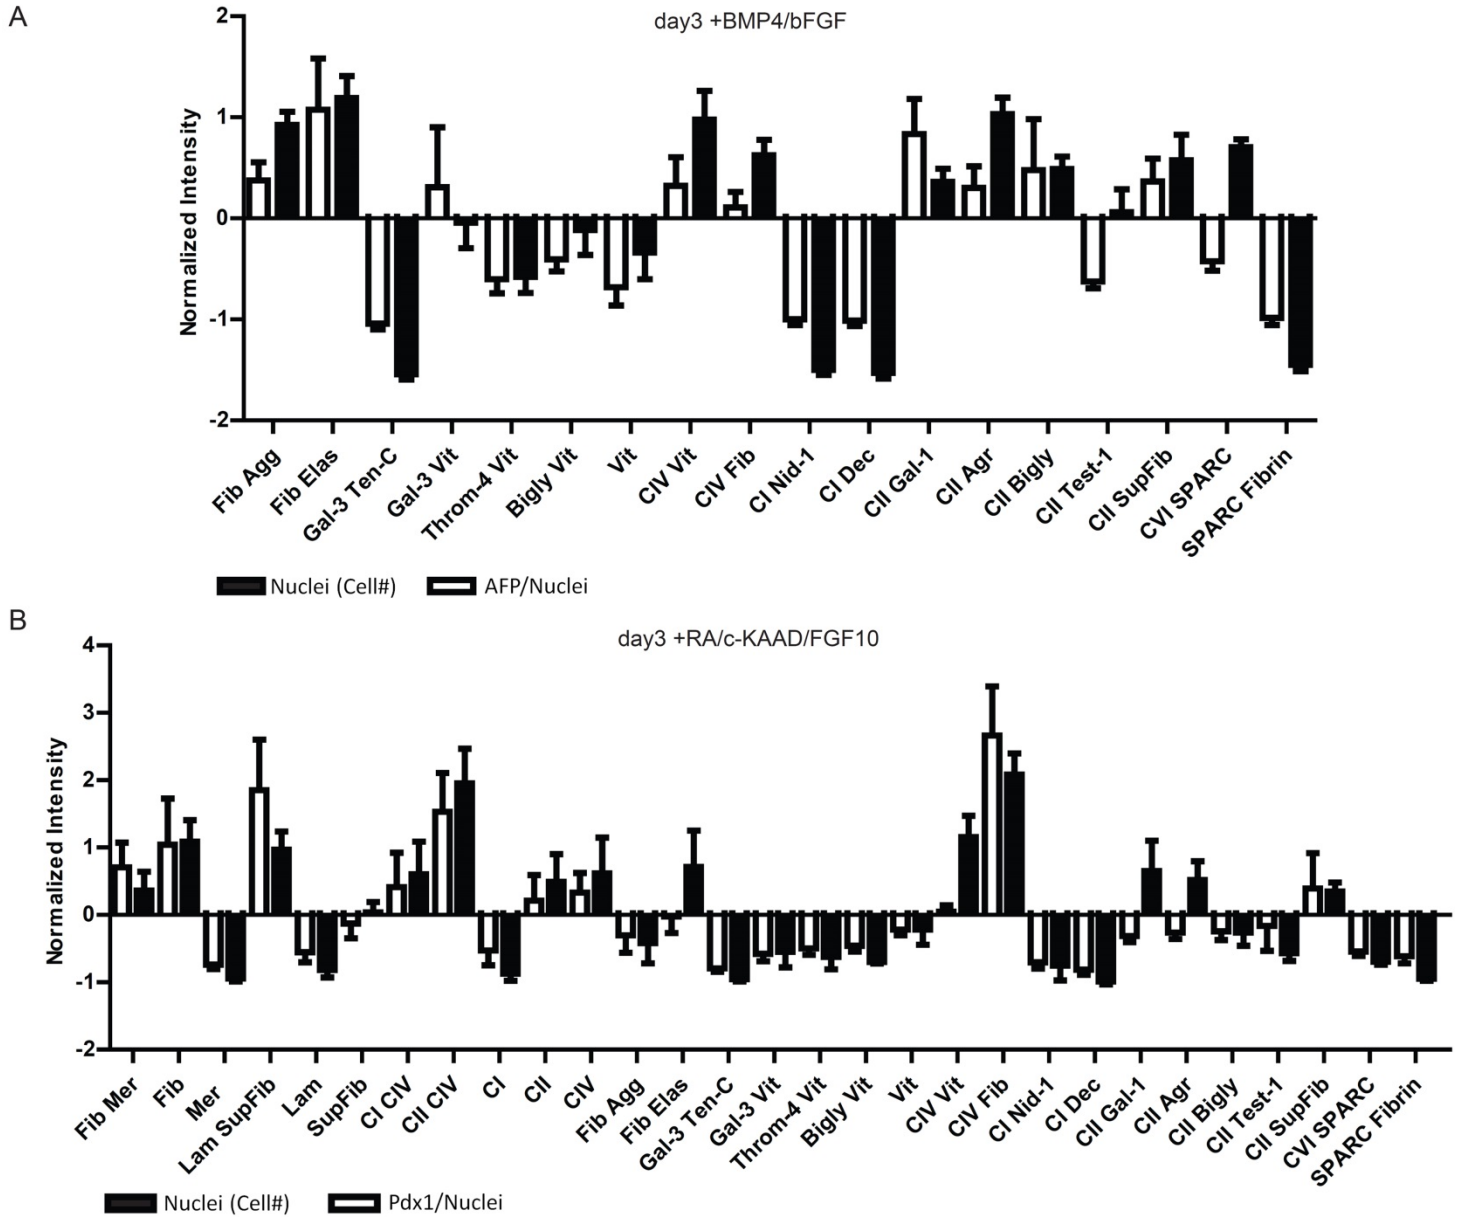 A
day3 +BMP4/bFGF
Normalized Intensity
2
1
0
-1
-2
Fib Agg
Fib Elas
Gal-3 Ten-C
Gal-3 Vit
Throm-4 Vit
Bigly Vit
Vit
CIV Vit
CIV Fib
CI Nid-1
CI Dec
CII Gal-1
CII Agr
CII Bigly
CII Test-1
CII SupFib
CVI SPARC
SPARC Fibrin
Nuclei (Cell#)
AFP/Nuclei
B
day3 +RA/c-KAAD/FGF10
Normalized Intensity
4
3
2
1
0
-1
-2
Fib Mer
Fib
Mer
Lam SupFib
Lam
SupFib
CI CIV
CII CIV
CI
CII
CIV
Fib Agg
Fib Elas
Gal-3 Ten-C
Gal-3 Vit
Throm-4 Vit
Bigly Vit
Vit
CIV Vit
CIV Fib
CI Nid-1
CI Dec
CII Gal-1
CII Agr
CII Bigly
CII Test-1
CII SupFib
CVI SPARC
SPARC Fibrin
Nuclei (Cell#)
Pdx1/Nuclei